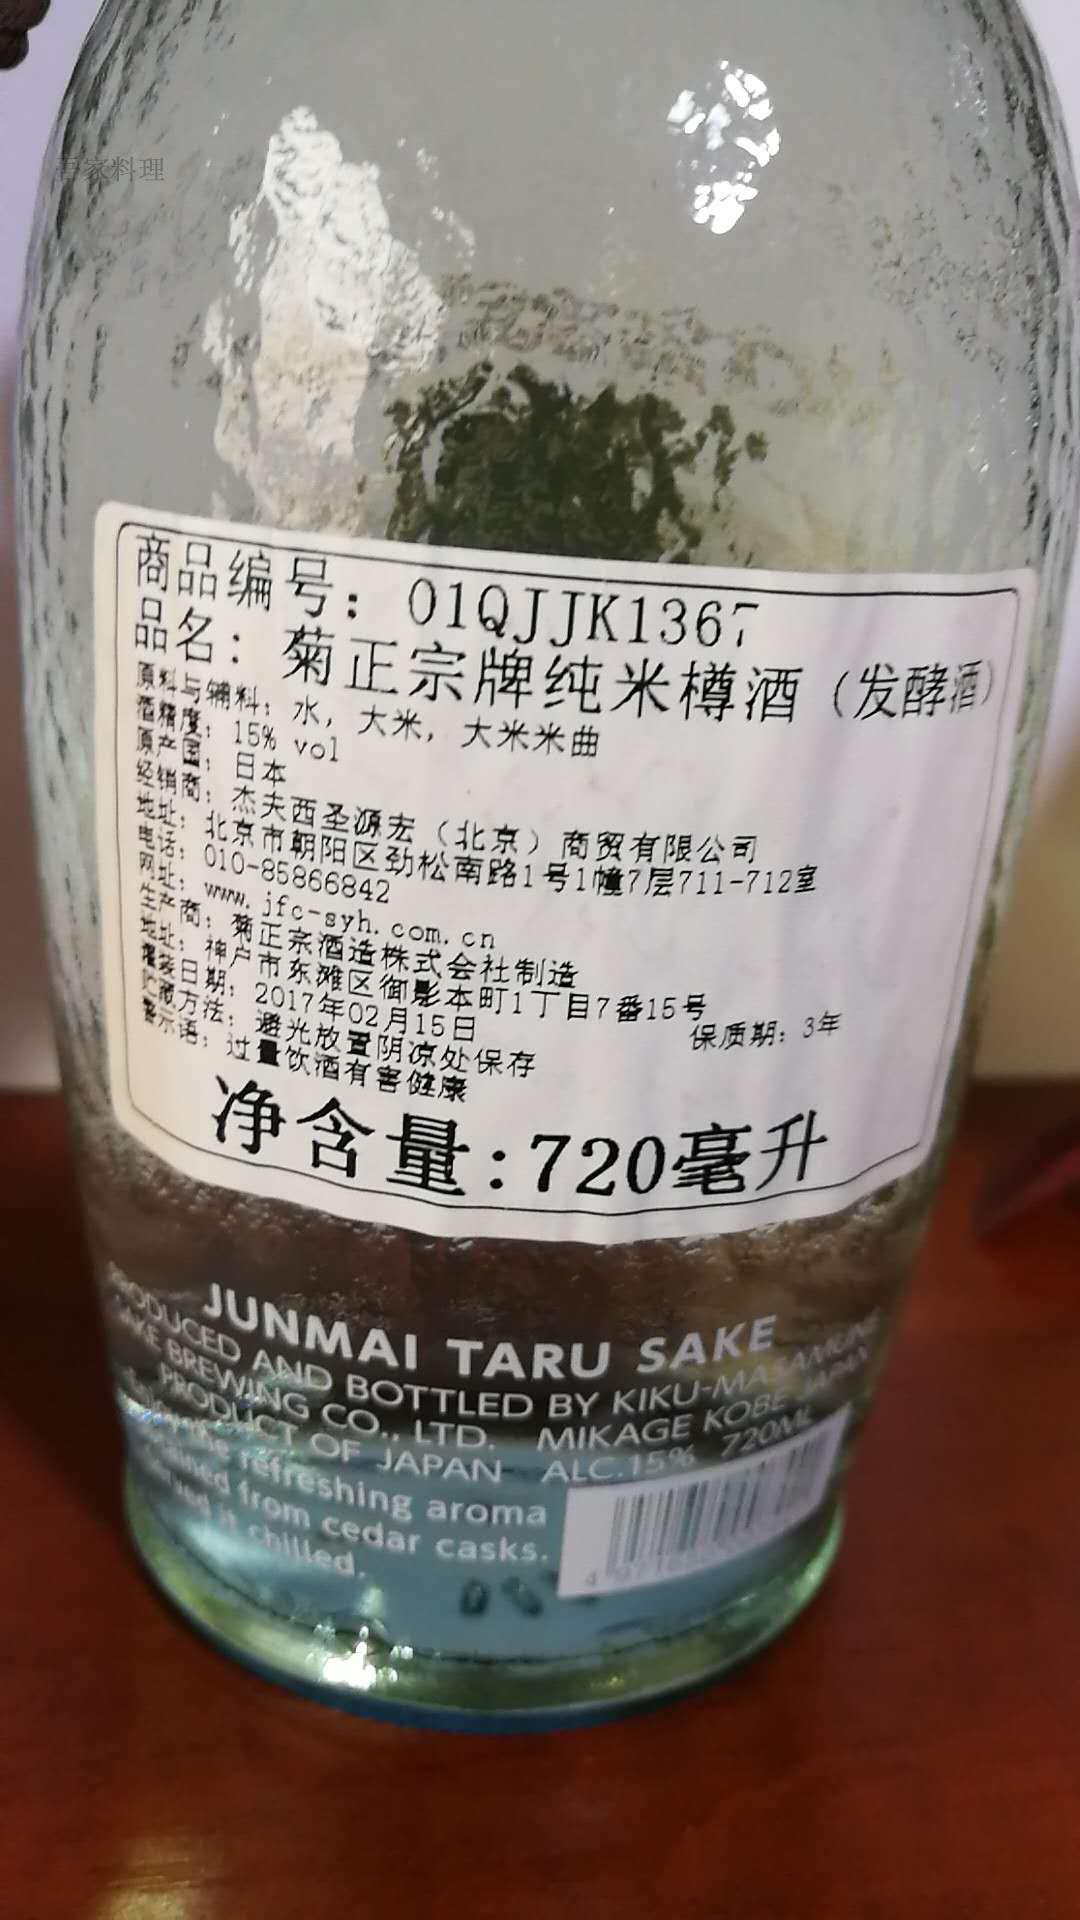 吾家料理
商品编号: 01QJJK1367
品名: 菊正宗牌纯米樽酒(发酵酒)
原料与辅料: 水, 大米, 大米米曲
酒精度: 15% vol
原产国: 日本
经销商: 杰夫西圣源宏(北京)商贸有限公司
地址: 北京市朝阳区劲松南路1号1幢7层711-712室
电话: 010-85866842
网址: www.jfc-syh.com.cn
生产商: 菊正宗酒造株式会社制造
地址: 神户市东滩区御影本町1丁目7番15号
灌装日期: 2017年02月15日 保质期: 3年
贮藏方法: 避光放置阴凉处保存
警示语: 过量饮酒有害健康
净含量:720毫升
JUNMAI TARU SAKE
PRODUCED AND BOTTLED BY KIKU-MASAMUNE
SAKE BREWING CO., LTD. MIKAGE KOBE JAPAN
PRODUCT OF JAPAN ALC.15% 720ML
the refreshing aroma
from cedar casks.
it chilled.